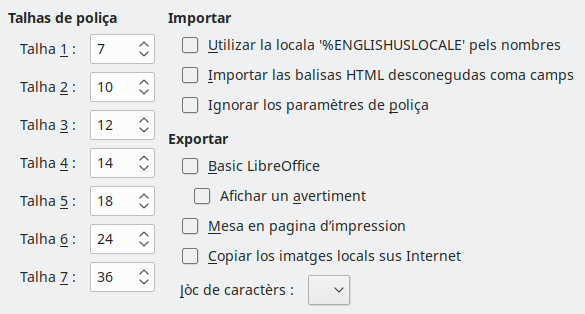 Talhas de poliça
Talha 1 : 7
Talha 2 : 10
Talha 3 : 12
Talha 4 : 14
Talha 5 : 18
Talha 6 : 24
Talha 7 : 36
Importar
Utilizar la locala '%ENGLISHUSLOCALE' pels nombres
Importar las balisas HTML desconegudas coma camps
Ignorar los paramètres de poliça
Exportar
Basic LibreOffice
Afichar un avertiment
Mesa en pagina d’impression
Copiar los imatges locals sus Internet
Jòc de caractèrs :